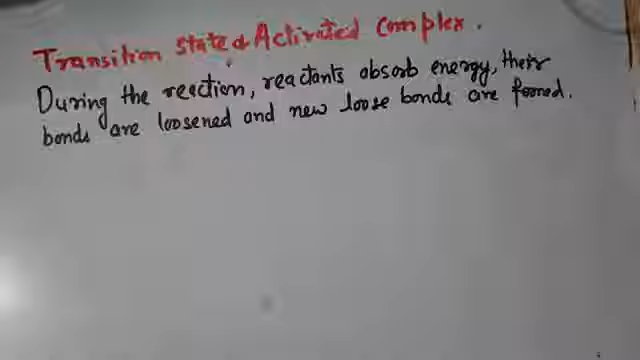 Transition state & Activated Complex.
During the reaction, reactants absorb energy, their
bonds are loosened and new loose bonds are formed.